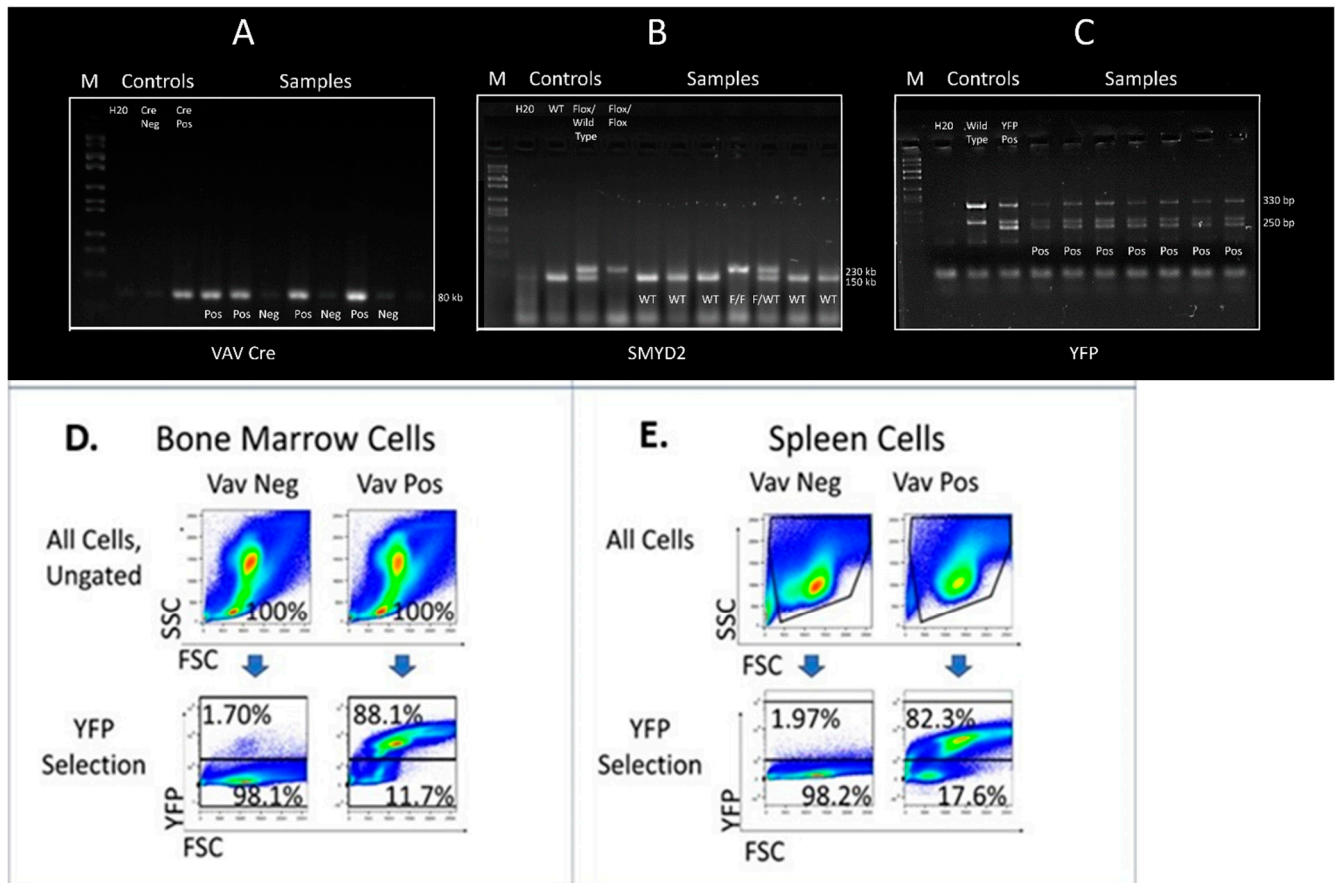 A
B
C
M Controls Samples
H20 Cre Neg Cre Pos
Pos Pos Neg Pos Neg Pos Neg
80 kb
VAV Cre
M Controls Samples
H20 WT Flox/ Wild Type Flox/ Flox
230 kb
150 kb
WT WT WT F/F F/WT WT WT
SMYD2
M Controls Samples
H20 Wild Type YFP Pos
330 bp
250 bp
Pos Pos Pos Pos Pos Pos Pos
YFP
D. Bone Marrow Cells
Vav Neg Vav Pos
All Cells,
Ungated
SSC
100% 100%
FSC
YFP
Selection
1.70% 88.1%
98.1% 11.7%
YFP
FSC
E. Spleen Cells
Vav Neg Vav Pos
All Cells
SSC
FSC
YFP
Selection
1.97% 82.3%
98.2% 17.6%
YFP
FSC